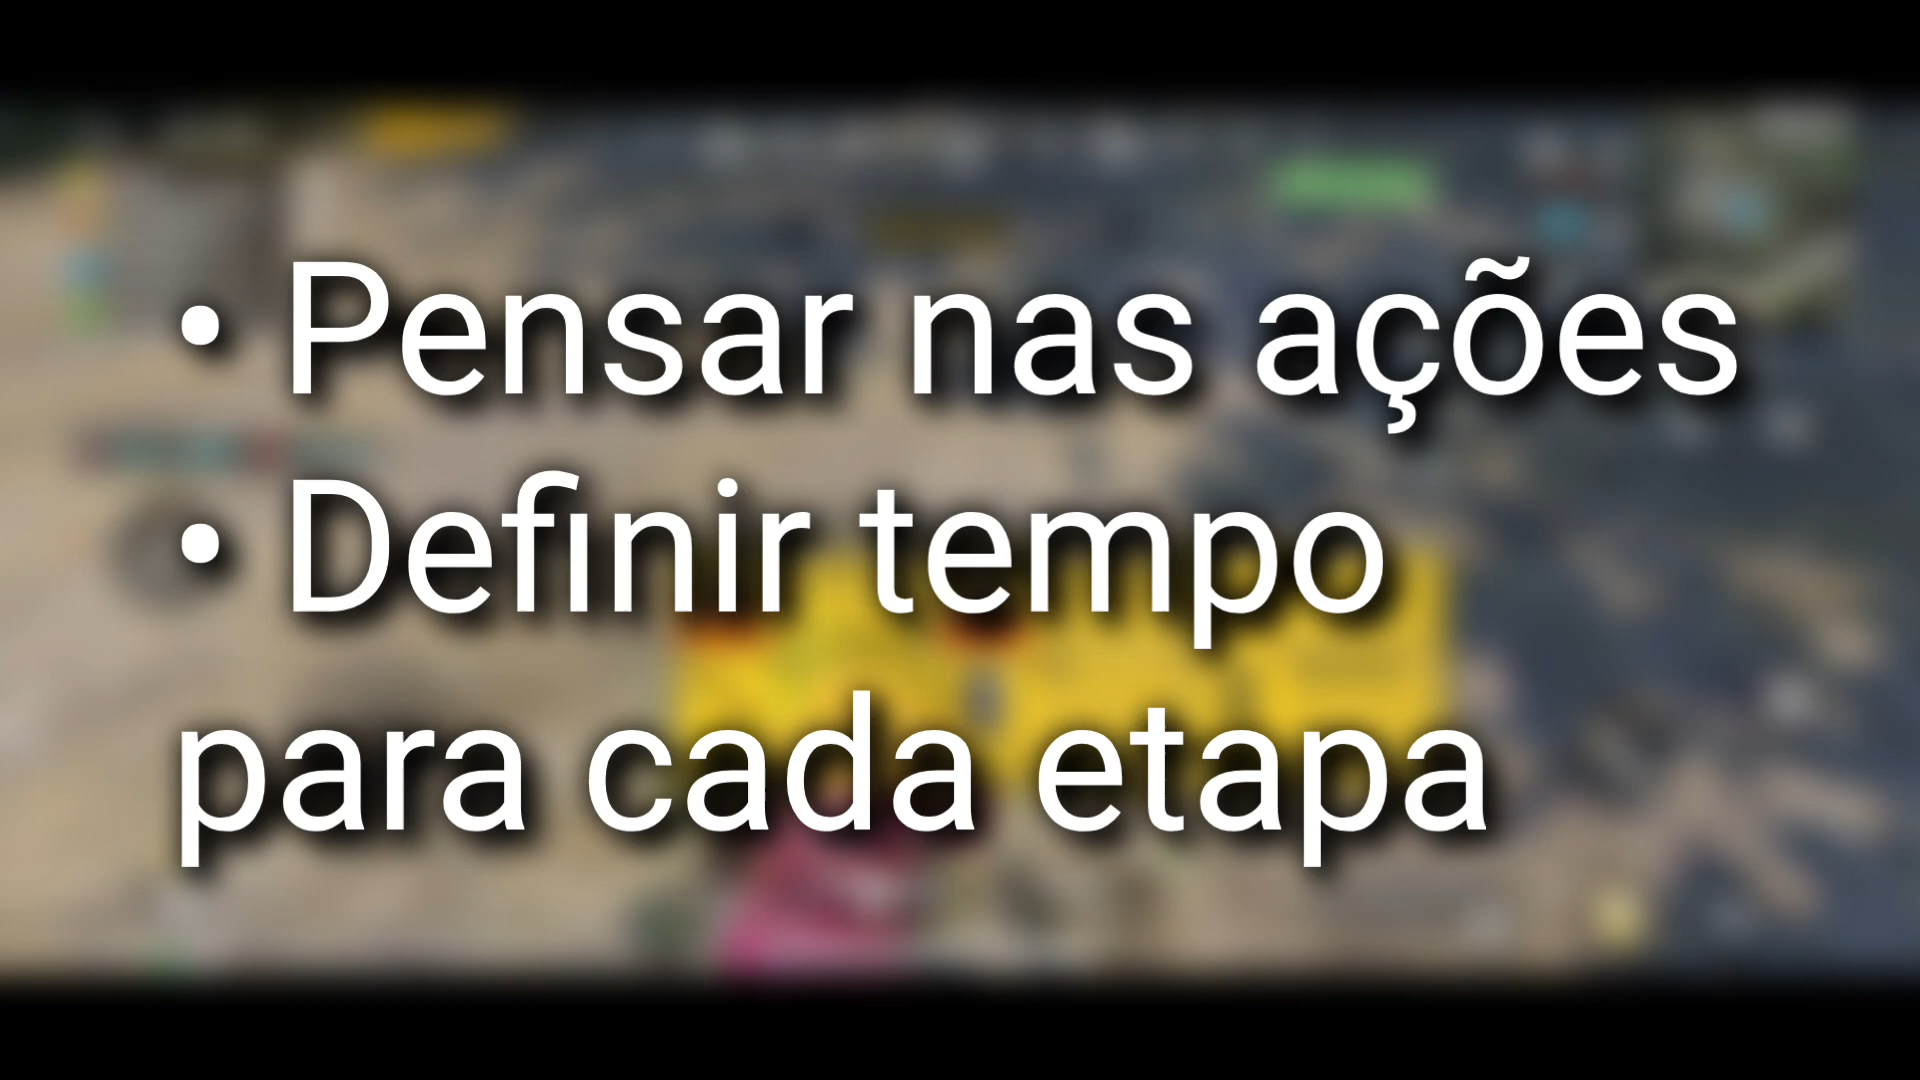 • Pensar nas ações
• Definir tempo
para cada etapa